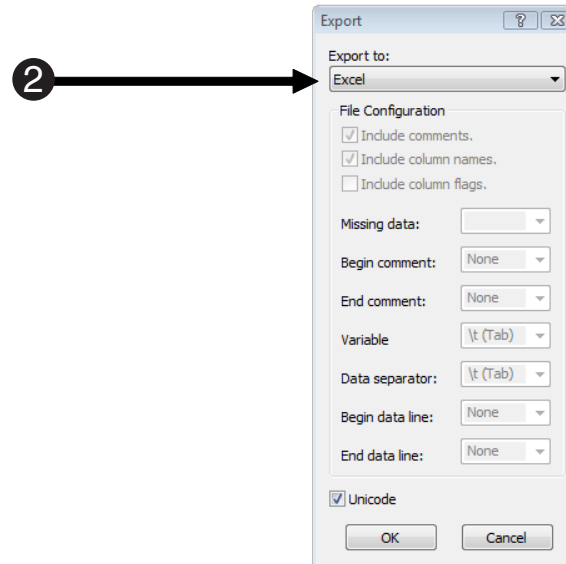 Export
2
Export to:
Excel
File Configuration
Include comments.
Include column names.
Include column flags.
Missing data:
Begin comment: None
End comment: None
Variable \t (Tab)
Data separator: \t (Tab)
Begin data line: None
End data line: None
Unicode
OK Cancel